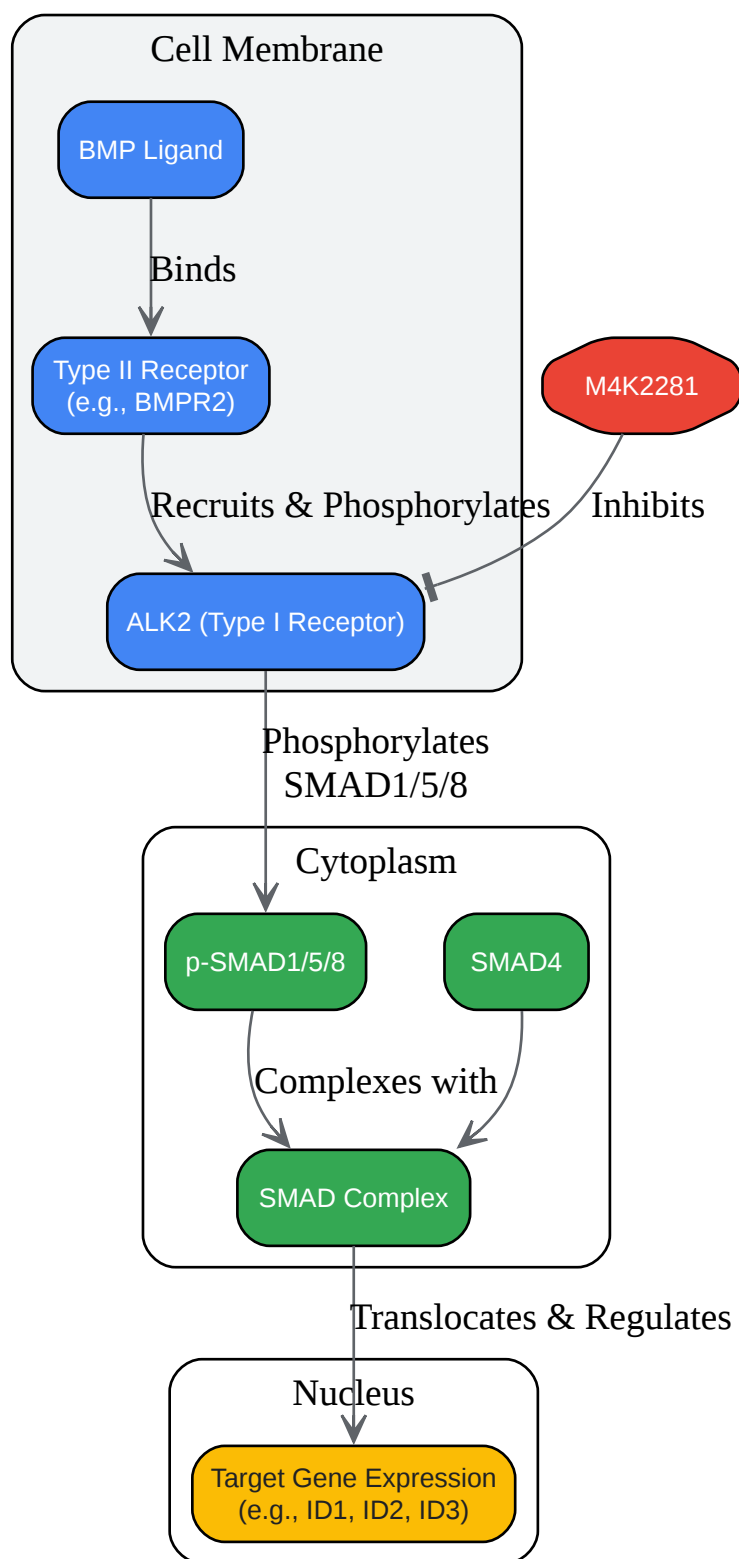 Cell Membrane
BMP Ligand
Binds
Type II Receptor
(e.g., BMPR2)
M4K2281
Recruits & Phosphorylates
Inhibits
ALK2 (Type I Receptor)
Phosphorylates
SMAD1/5/8
Cytoplasm
p-SMAD1/5/8
SMAD4
Complexes with
SMAD Complex
Translocates & Regulates
Nucleus
Target Gene Expression
(e.g., ID1, ID2, ID3)